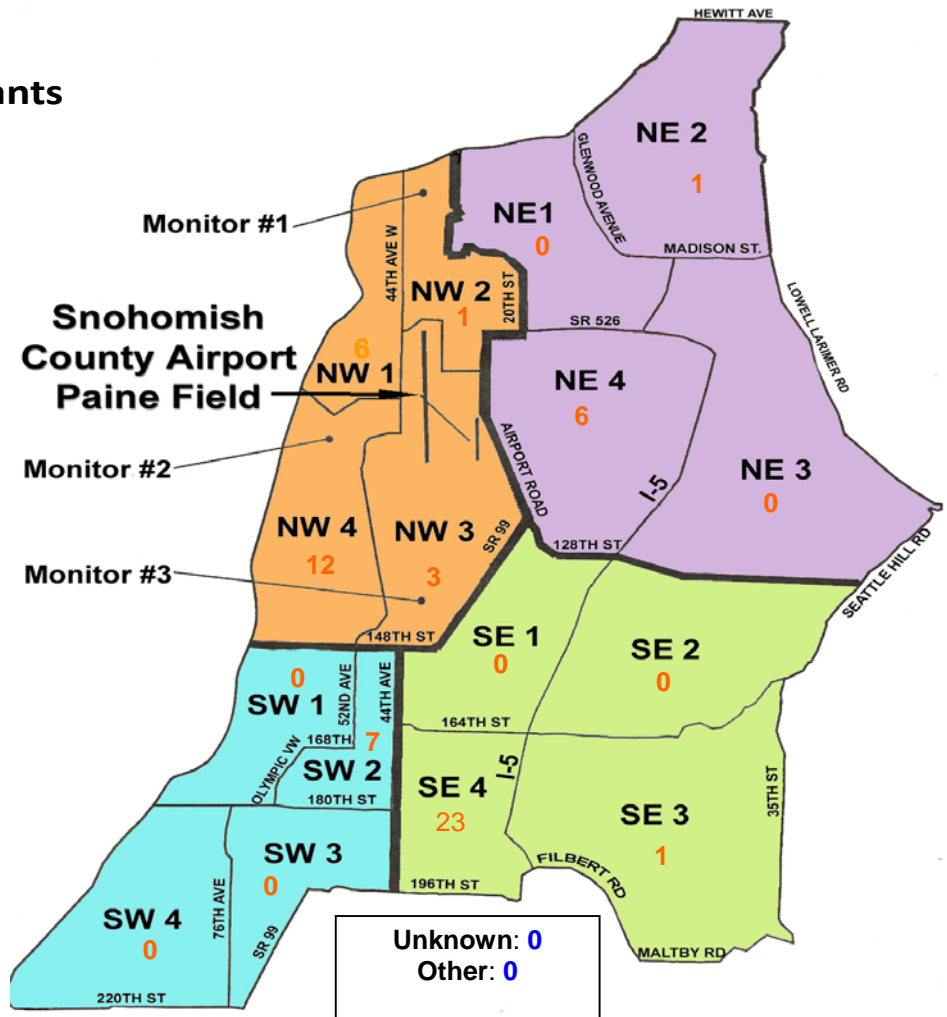 HEWITT AVE
ants
NE 2
1
GLENWOOD AVENUE
Monitor #1
NE1
0
MADISON ST.
44TH AVE W
NW 2
1
20TH ST
LOWELL LARIMER RD
Snohomish
County Airport
Paine Field
SR 526
6
NW 1
NE 4
6
AIRPORT ROAD
I-5
Monitor #2
NE 3
0
NW 4
12
NW 3
3
SR 99
128TH ST
SEATTLE HILL RD
Monitor #3
148TH ST
SE 1
0
SE 2
0
0
SW 1
52ND AVE
44TH AVE
164TH ST
OLYMPIC VW
168TH
7
SW 2
180TH ST
I-5
SE 4
23
SE 3
1
35TH ST
SW 3
0
76TH AVE
SR 99
FILBERT RD
196TH ST
SW 4
0
MALTBY RD
220TH ST
Unknown: 0
Other: 0